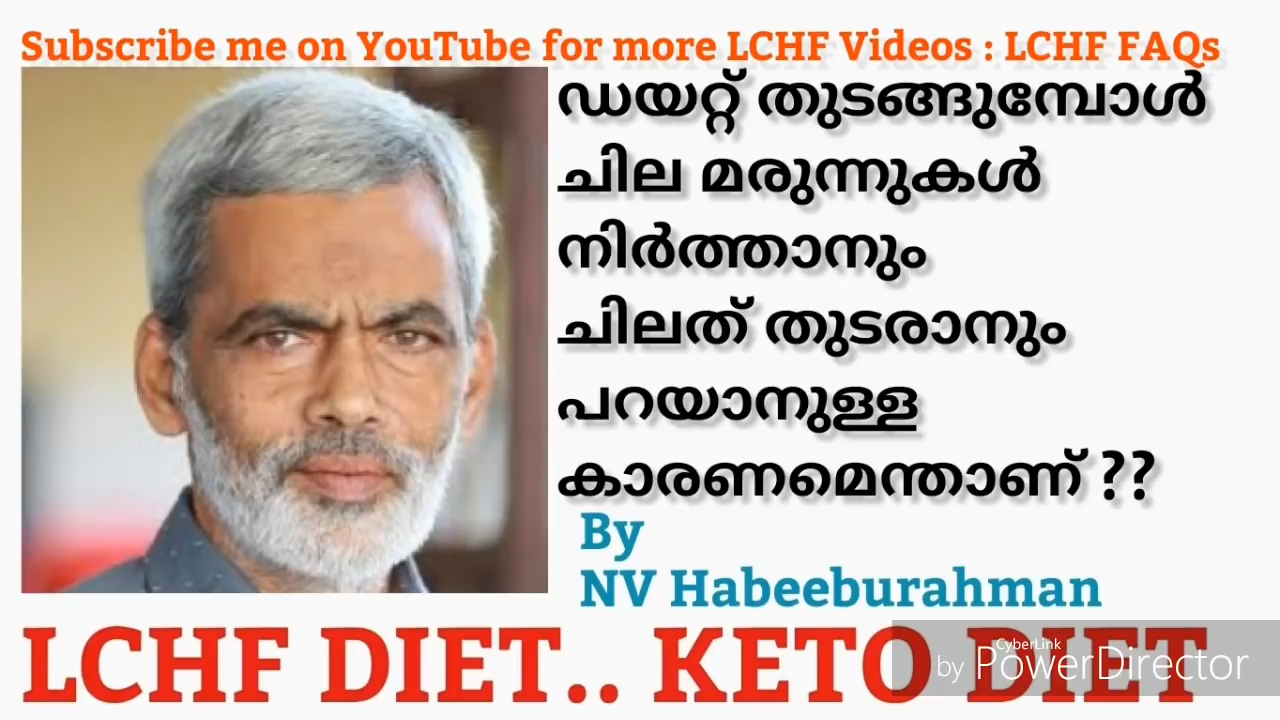 Subscribe me on YouTube for more LCHF Videos : LCHF FAQs
ഡയറ്റ് തുടങ്ങുമ്പോൾ
ചില മരുന്നുകൾ
നിർത്താനും
ചിലത് തുടരാനും
പറയാനുള്ള
കാരണമെന്താണ് ??
By
NV Habeeburahman
LCHF DIET.. KETO DIET
CyberLink
by PowerDirector